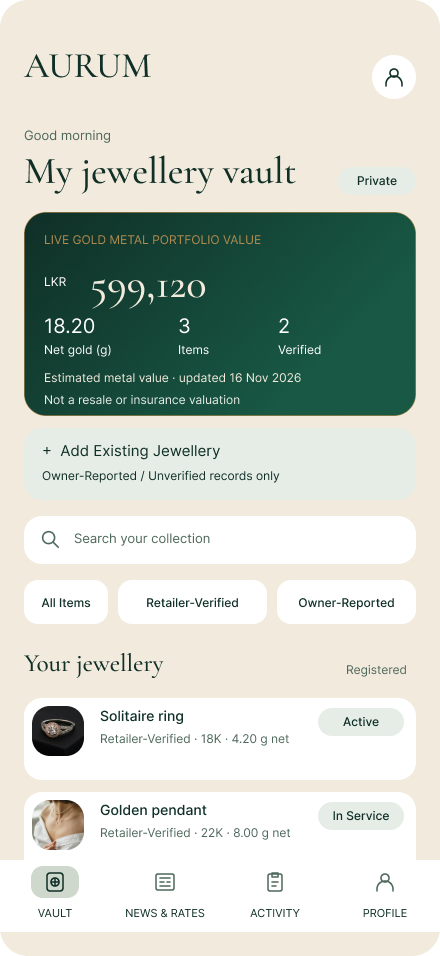 AURUM
Good morning
My jewellery vault
Private
LIVE GOLD METAL PORTFOLIO VALUE
LKR 599,120
18.20 3 2
Net gold (g) Items Verified
Estimated metal value · updated 16 Nov 2026
Not a resale or insurance valuation
+ Add Existing Jewellery
Owner-Reported / Unverified records only
Search your collection
All Items Retailer-Verified Owner-Reported
Your jewellery
Registered
Solitaire ring
Active
Retailer-Verified · 18K · 4.20 g net
Golden pendant
In Service
Retailer-Verified · 22K · 8.00 g net
VAULT NEWS & RATES ACTIVITY PROFILE